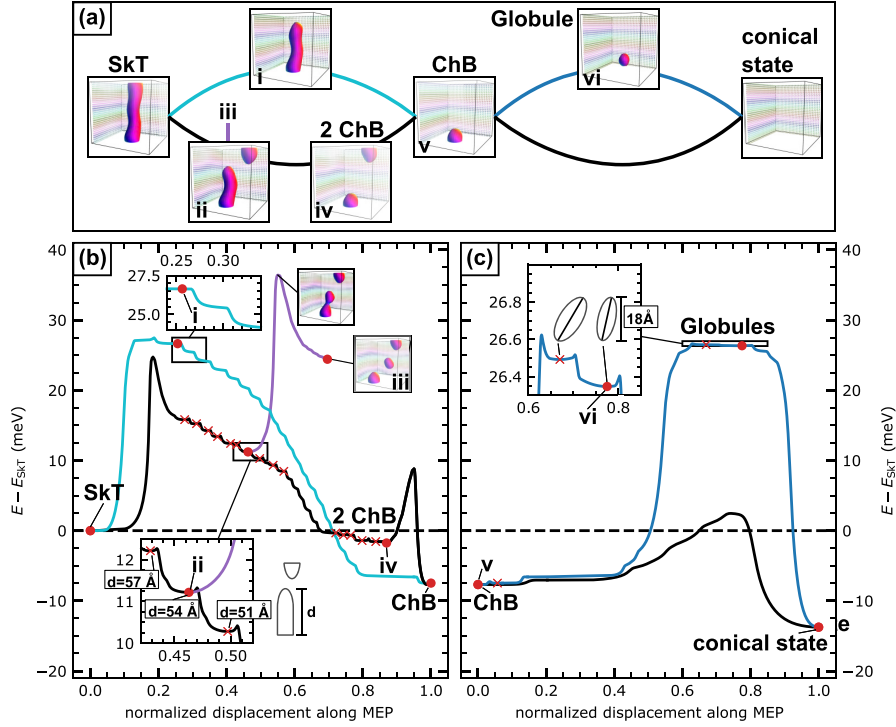 (a)
SkT
i
ChB
Globule
conical
state
iii
2 ChB
vi
v
ii
iv
(b)
40
30
20
10
0
−10
−20
E − E_SkT (meV)
0.25 0.30
27.5
25.0
i
iii
SkT
2 ChB
iv
ChB
12
11
10
ii
d=57 Å
d=54 Å
d=51 Å
0.46 0.50
d
0.0 0.2 0.4 0.6 0.8 1.0
normalized displacement along MEP
(c)
26.8
26.6
26.4
0.6 0.7 0.8
18Å
vi
Globules
v
ChB
conical state
e
40
30
20
10
0
−10
−20
E − E_SkT (meV)
0.0 0.2 0.4 0.6 0.8 1.0
normalized displacement along MEP